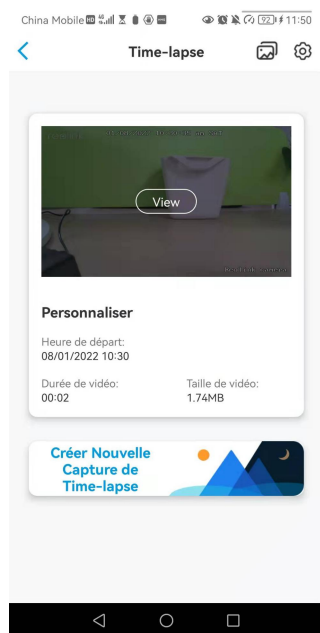 China Mobile HD 92 11:50
Time-lapse
View
Personnaliser
Heure de départ:
08/01/2022 10:30
Durée de vidéo:
Taille de vidéo:
00:02
1.74MB
Créer Nouvelle
Capture de
Time-lapse